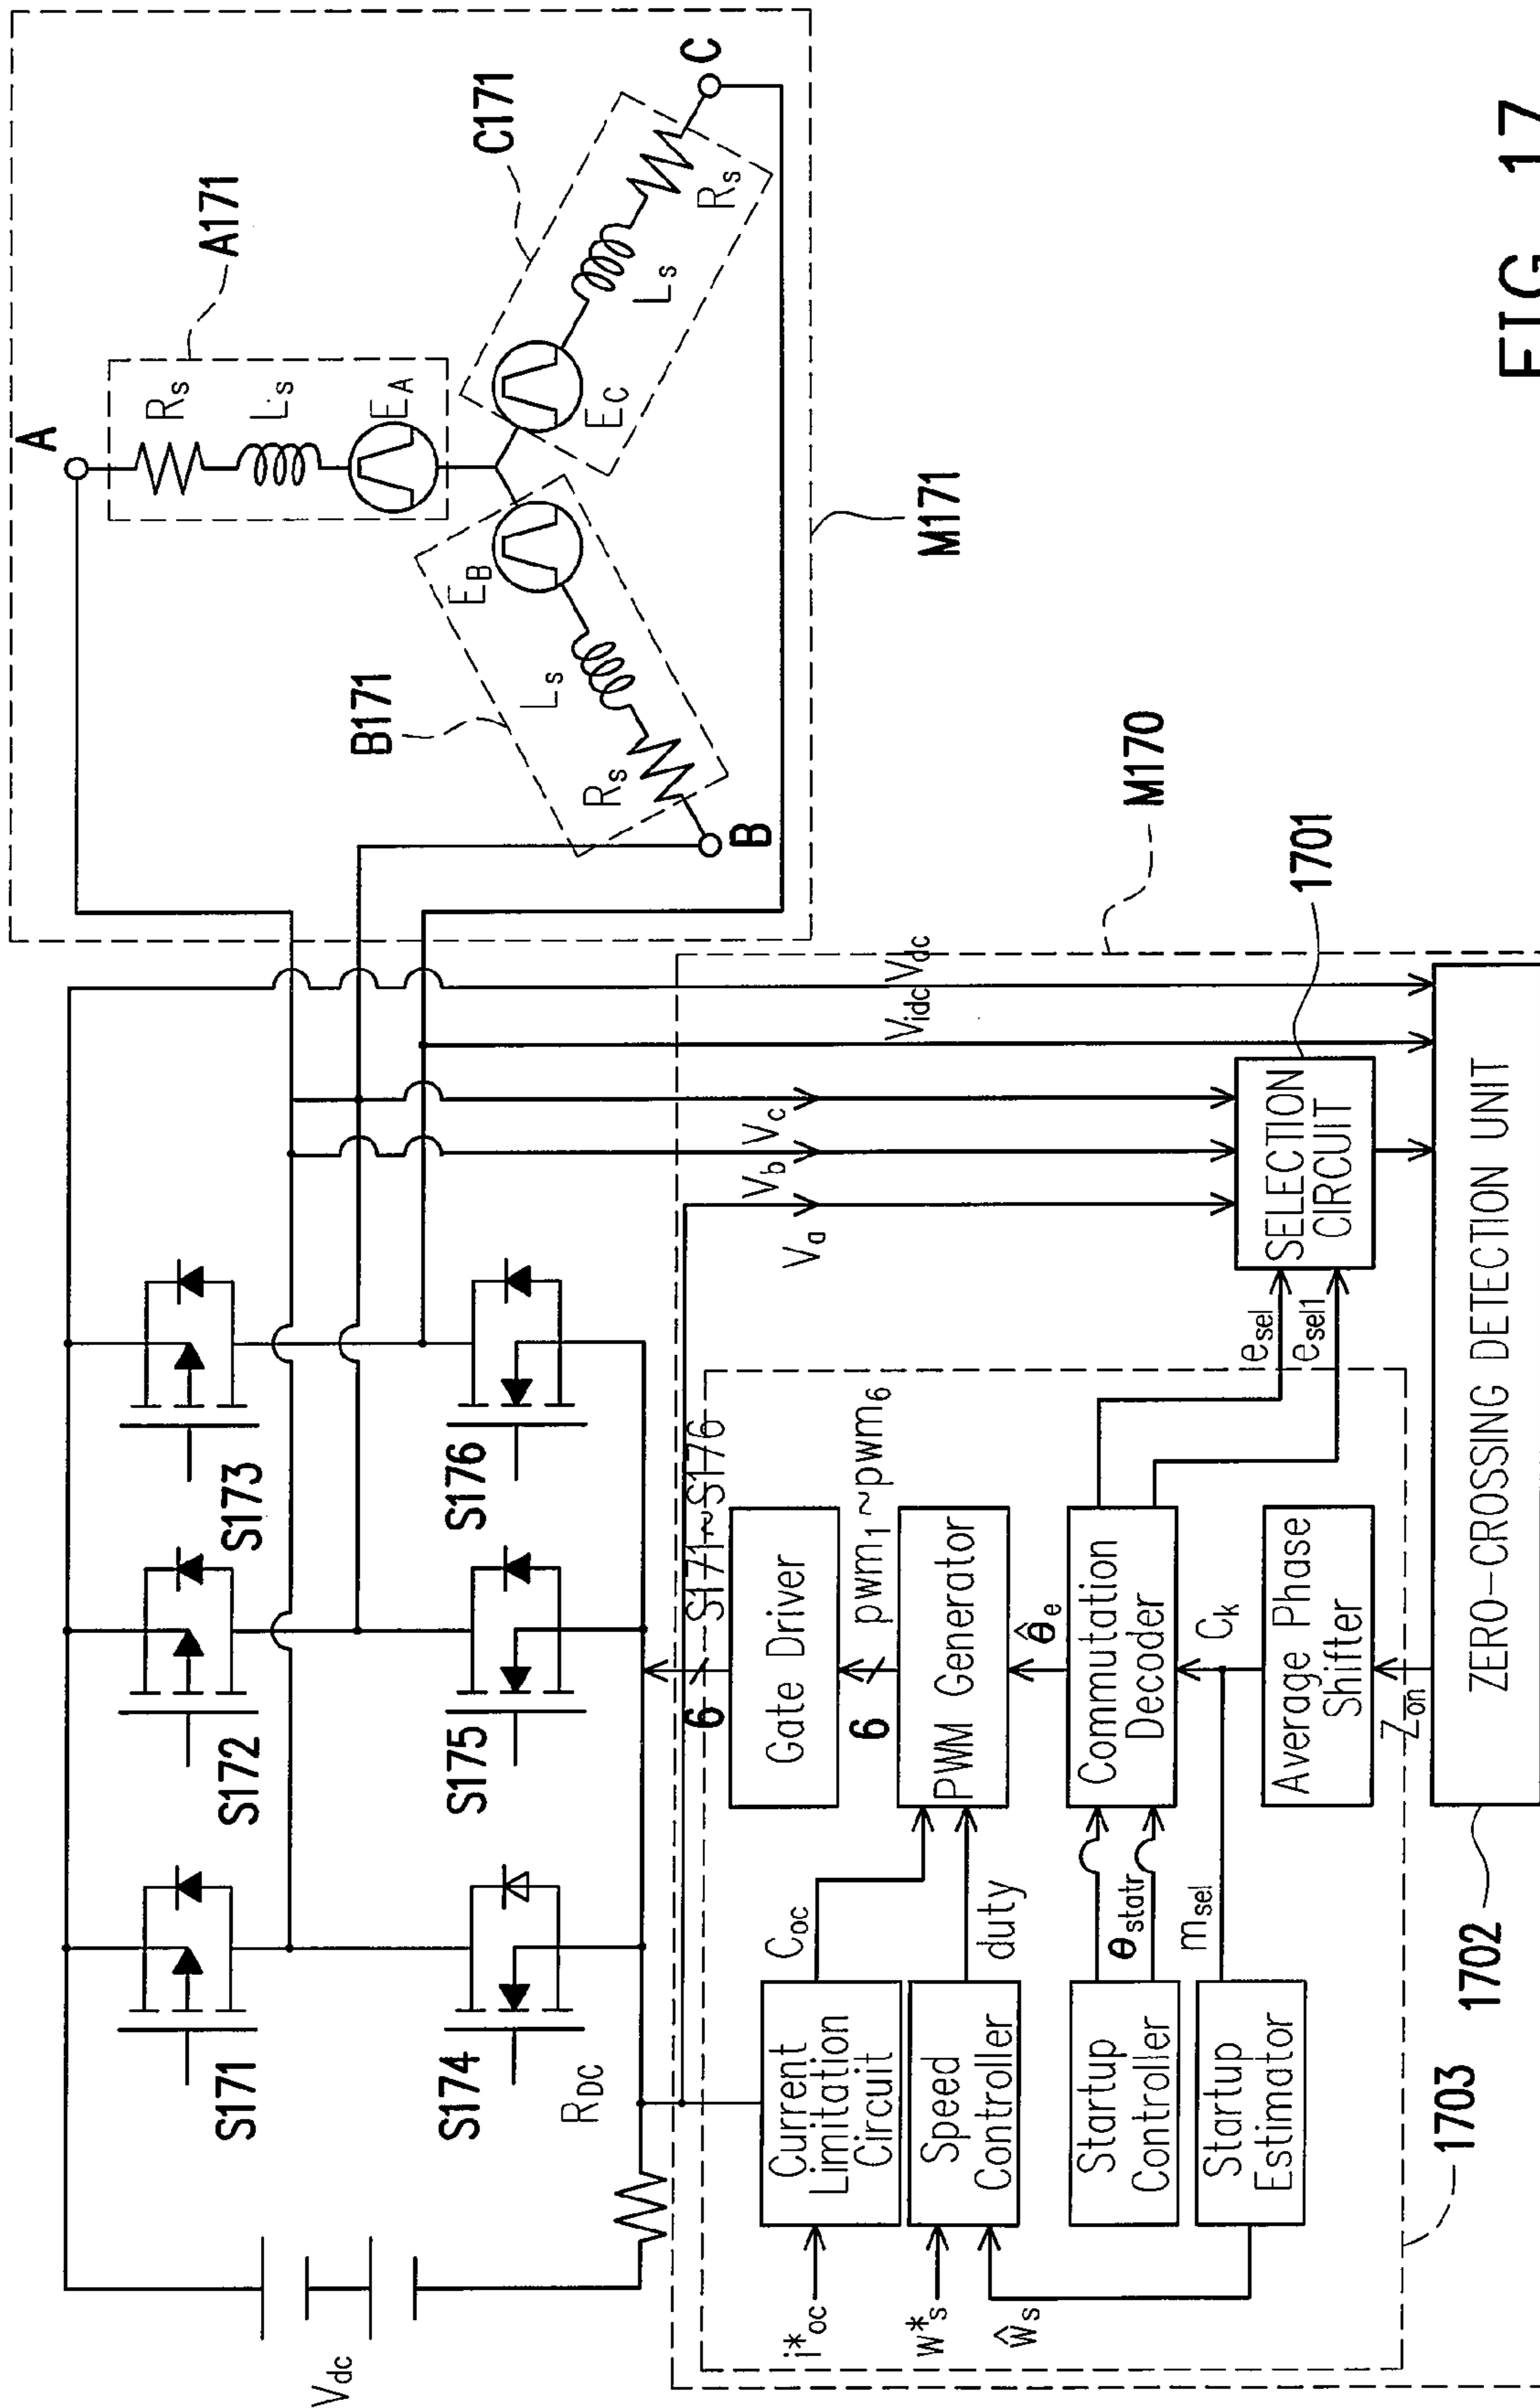 V_dc
S171
S172
S173
S174
S175
S176
R_DC
A
A171
R_s
L_s
E_A
B171
E_B
L_s
R_s
B
C171
C
R_s
L_s
E_C
M171
M170
1701
V_dc
V_idc
V_c
V_b
V_a
SELECTION
CIRCUIT
e_sel
e_sel1
6
S171~S176
Gate Driver
6
pwm_1~pwm_6
PWM Generator
θ̂_e
Commutation
Decoder
C_k
Average Phase
Shifter
Z_on
Current
Limitation
Circuit
C_oc
i*_oc
Speed
Controller
duty
w*_s
ŵ_s
Startup
Controller
θ_statr
m_sel
Startup
Estimator
1703
1702
ZERO-CROSSING DETECTION UNIT
FIG. 17